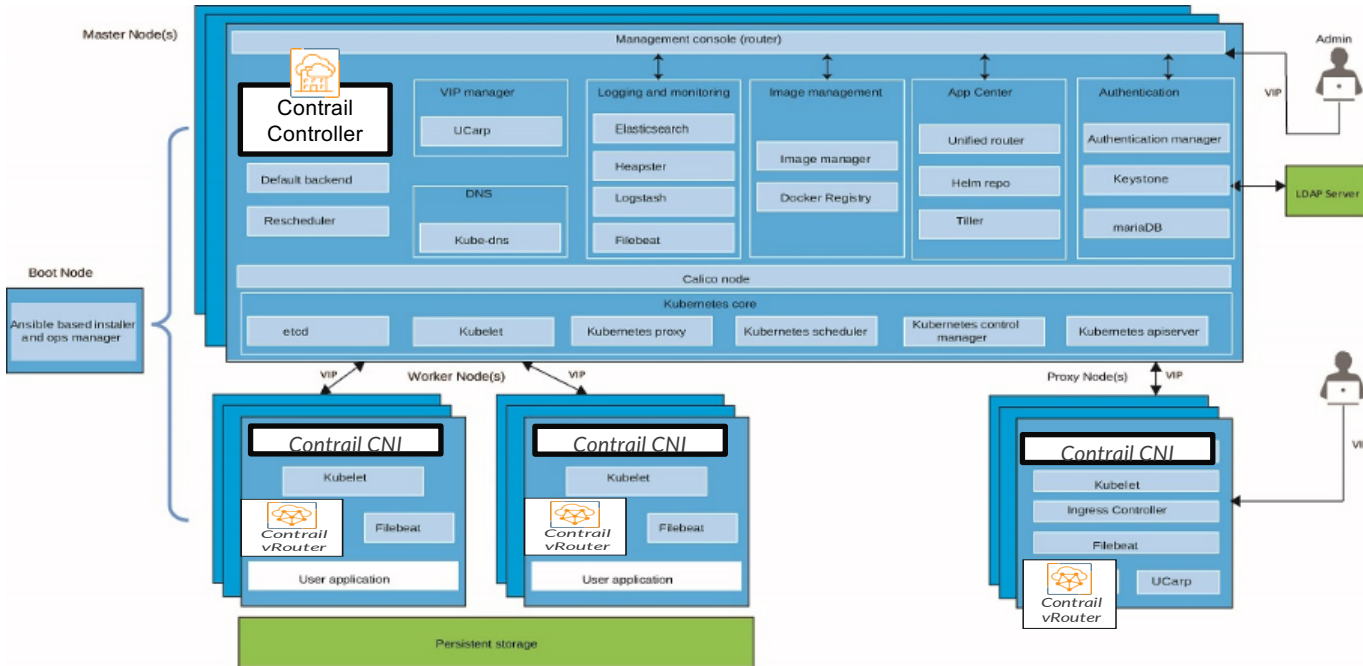 Master Node(s)
Management console (router)
Admin
VIP
Contrail
Controller
Default backend
Rescheduler
VIP manager
UCarp
DNS
Kube-dns
Logging and monitoring
Elasticsearch
Heapster
Logstash
Filebeat
Image management
Image manager
Docker Registry
App Center
Unified router
Helm repo
Tiller
Authentication
Authentication manager
Keystone
mariaDB
LDAP Server
Calico node
Kubernetes core
etcd
Kubelet
Kubernetes proxy
Kubernetes scheduler
Kubernetes control
manager
Kubernetes apiserver
Boot Node
Ansible based installer
and ops manager
VIP
Worker Node(s)
VIP
Proxy Node(s)
VIP
Contrail CNI
Kubelet
Contrail
vRouter
Filebeat
User application
Contrail CNI
Kubelet
Contrail
vRouter
Filebeat
User application
Persistent storage
Contrail CNI
Kubelet
Ingress Controller
Filebeat
UCarp
Contrail
vRouter